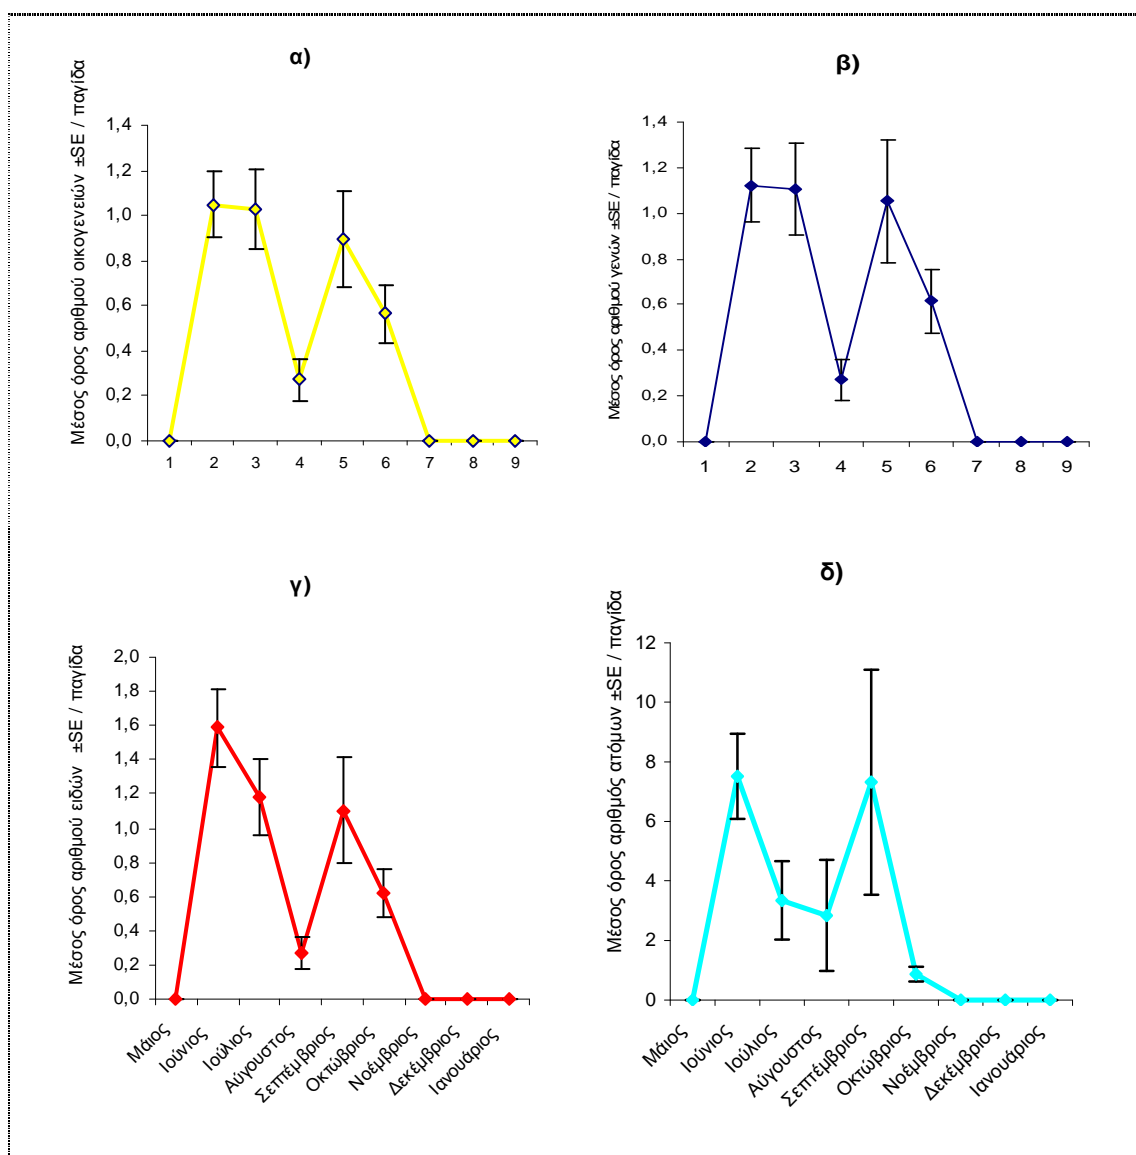 α)
Μέσος όρος αριθμού οικογενειών ±SE / παγίδα
1,4
1,2
1,0
0,8
0,6
0,4
0,2
0,0
1 2 3 4 5 6 7 8 9
β)
Μέσος όρος αριθμού γενών ±SE / παγίδα
1,4
1,2
1,0
0,8
0,6
0,4
0,2
0,0
1 2 3 4 5 6 7 8 9
γ)
Μέσος όρος αριθμού ειδών ±SE / παγίδα
2,0
1,8
1,6
1,4
1,2
1,0
0,8
0,6
0,4
0,2
0,0
Μάιος
Ιούνιος
Ιούλιος
Αύγουστος
Σεπτέμβριος
Οκτώβριος
Νοέμβριος
Δεκέμβριος
Ιανουάριος
δ)
Μέσος όρος αριθμός ατόμων ±SE / παγίδα
12
10
8
6
4
2
0
Μάιος
Ιούνιος
Ιούλιος
Αύγουστος
Σεπτέμβριος
Οκτώβριος
Νοέμβριος
Δεκέμβριος
Ιανουάριος